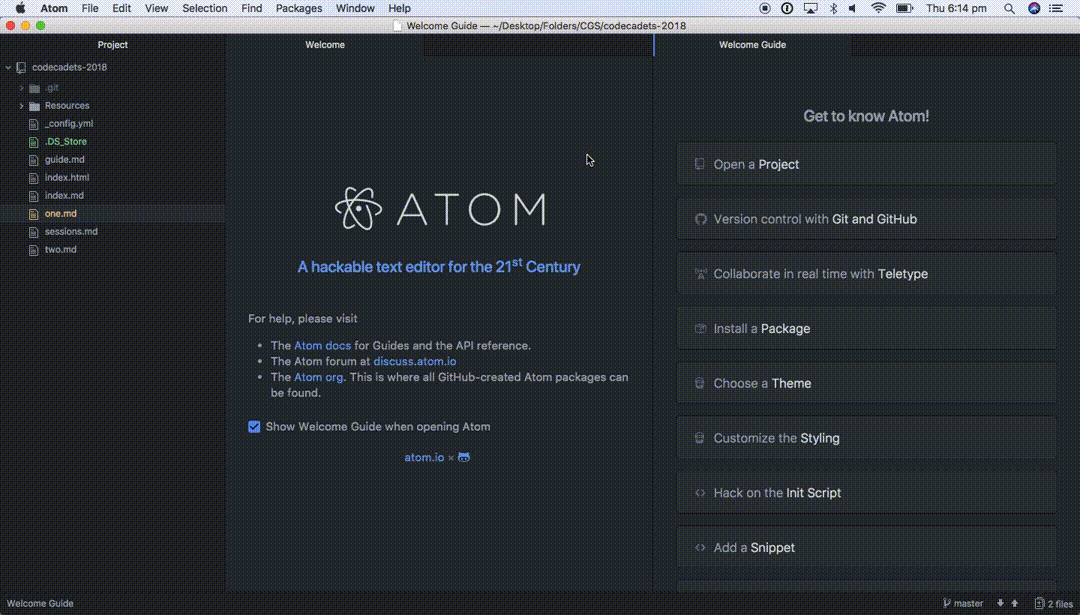 Atom File Edit View Selection Find Packages Window Help Thu 6:14 pm
Welcome Guide — ~/Desktop/Folders/CGS/codecadets-2018
Project
codecadets-2018
.git
Resources
_config.yml
.DS_Store
guide.md
index.html
index.md
one.md
sessions.md
two.md
Welcome
ATOM
A hackable text editor for the 21st Century
For help, please visit
• The Atom docs for Guides and the API reference.
• The Atom forum at discuss.atom.io
• The Atom org. This is where all GitHub-created Atom packages can
be found.
Show Welcome Guide when opening Atom
atom.io ×
Welcome Guide
Get to know Atom!
Open a Project
Version control with Git and GitHub
Collaborate in real time with Teletype
Install a Package
Choose a Theme
Customize the Styling
Hack on the Init Script
Add a Snippet
Welcome Guide
master
2 files